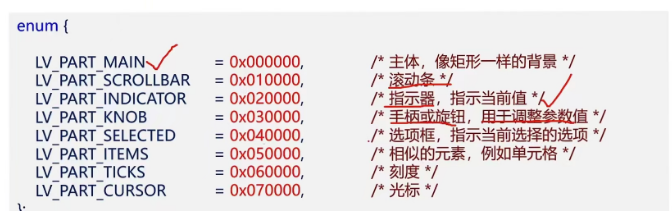 enum {
LV_PART_MAIN = 0x000000, /* 主体，像矩形一样的背景 */
LV_PART_SCROLLBAR = 0x010000, /* 滚动条 */
LV_PART_INDICATOR = 0x020000, /* 指示器，指示当前值 */
LV_PART_KNOB = 0x030000, /* 手柄或旋钮，用于调整参数值 */
LV_PART_SELECTED = 0x040000, /* 选项框，指示当前选择的选项 */
LV_PART_ITEMS = 0x050000, /* 相似的元素，例如单元格 */
LV_PART_TICKS = 0x060000, /* 刻度 */
LV_PART_CURSOR = 0x070000, /* 光标 */
};